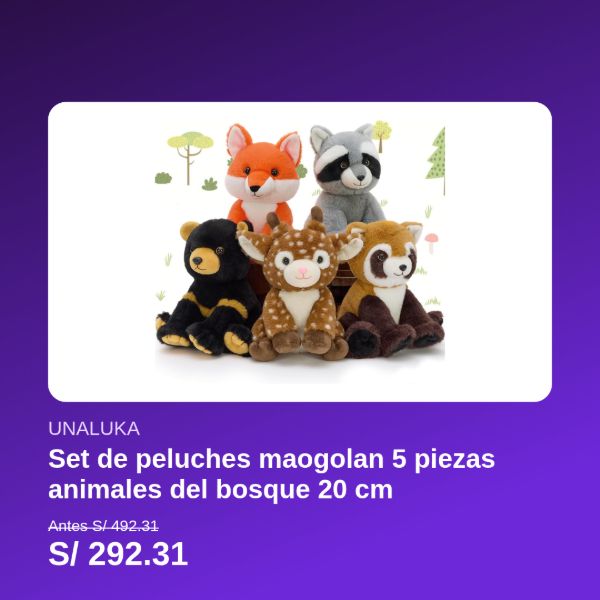 UNALUKA
Set de peluches maogolan 5 piezas
animales del bosque 20 cm
Antes S/ 492.31
S/ 292.31